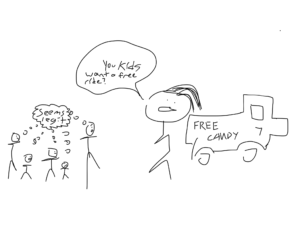 You Kids
want a free
ride?
Seems
legit
FREE
CANDY